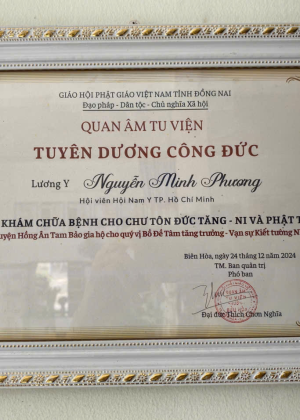 GIÁO HỘI PHẬT GIÁO VIỆT NAM TỈNH ĐỒNG NAI
Đạo pháp - Dân tộc - Chủ nghĩa Xã hội
QUAN ÂM TU VIỆN
TUYÊN DƯƠNG CÔNG ĐỨC
Lương Y Nguyễn Minh Phương
Hội viên Hội Nam Y TP. Hồ Chí Minh
KHÁM CHỮA BỆNH CHO CHƯ TÔN ĐỨC TĂNG - NI VÀ PHẬT T
uyện Hồng Ân Tam Bảo gia hộ cho quý vị Bồ Đề Tâm tăng trưởng - Vạn sự Kiết tường N
Biên Hòa, ngày 24 tháng 12 năm 2024
TM. Ban quản trị
Phó ban
Đại đức Thích Chơn Nghĩa